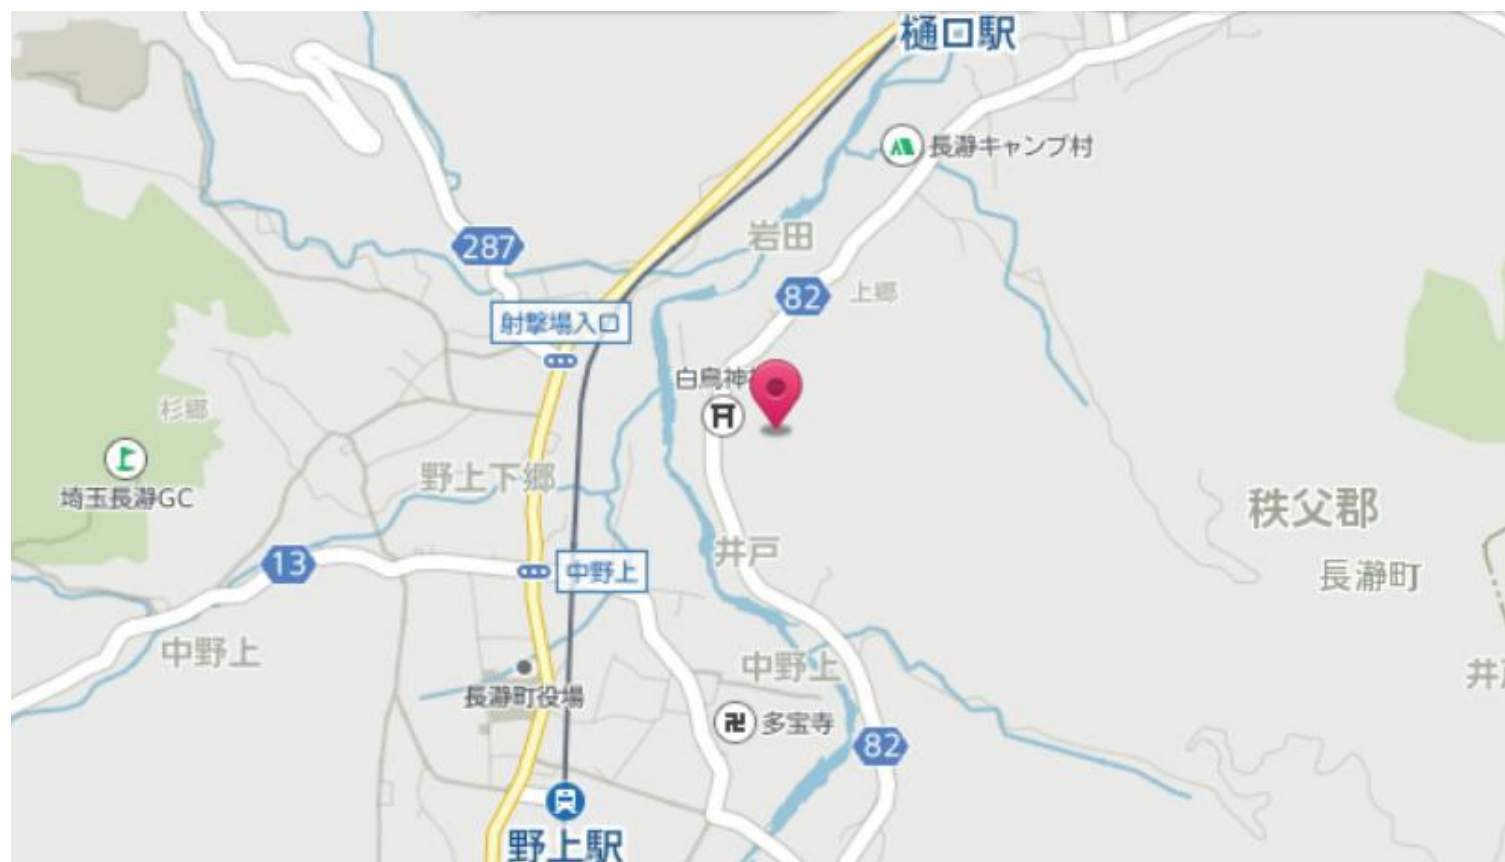 樋口駅
長瀞キャンプ村
岩田
287
82
上郷
射撃場入口
白鳥神
杉郷
野上下郷
埼玉長瀞GC
秩父郡
井戸
13
中野上
長瀞町
中野上
中野上
井
長瀞町役場
卍
多宝寺
82
野上駅